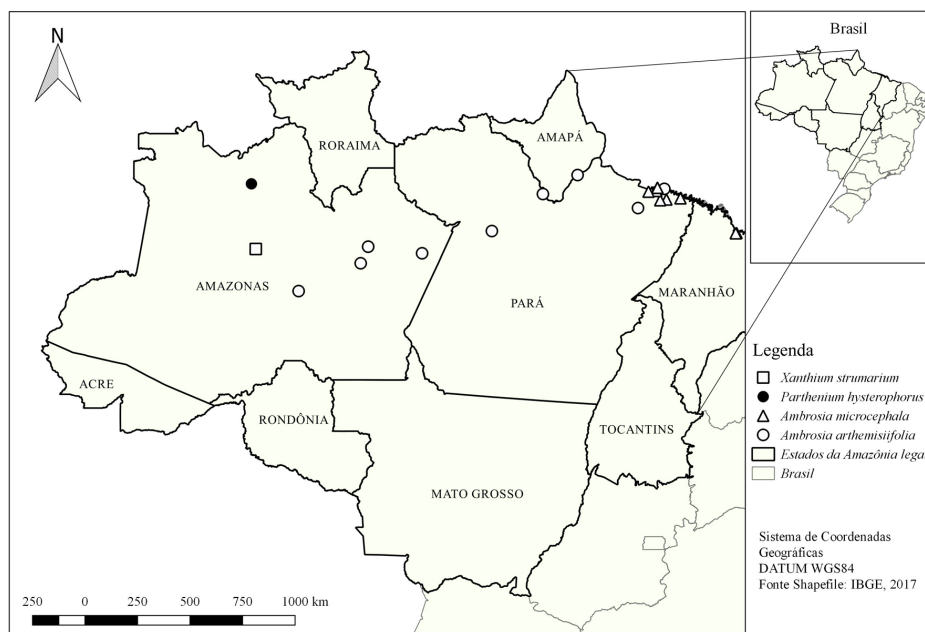 N
Brasil
RORAIMA
AMAPÁ
AMAZONAS
PARÁ
MARANHÃO
ACRE
RONDÔNIA
TOCANTINS
MATO GROSSO
Legenda
Xanthium strumarium
Parthenium hysterophorus
Ambrosia microcephala
Ambrosia arthemisiifolia
Estados da Amazônia legal
Brasil
Sistema de Coordenadas
Geográficas
DATUM WGS84
Fonte Shapefile: IBGE, 2017
250 0 250 500 750 1000 km